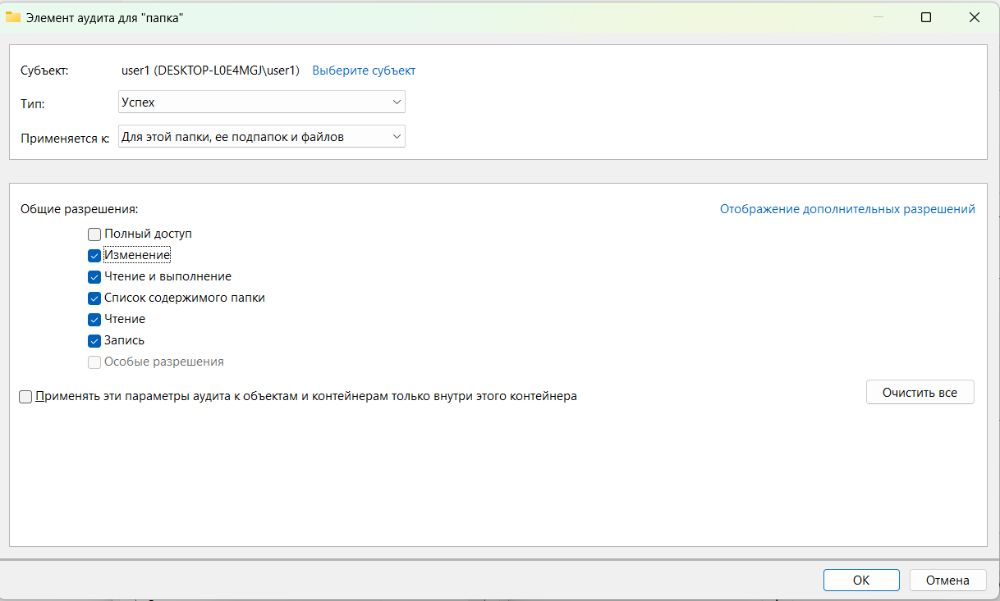 Элемент аудита для "папка"
Субъект: user1 (DESKTOP-L0E4MGJ\user1) Выберите субъект
Тип: Успех
Применяется к: Для этой папки, ее подпапок и файлов
Общие разрешения: Отображение дополнительных разрешений
Полный доступ
Изменение
Чтение и выполнение
Список содержимого папки
Чтение
Запись
Особые разрешения
Применять эти параметры аудита к объектам и контейнерам только внутри этого контейнера Очистить все
ОК Отмена